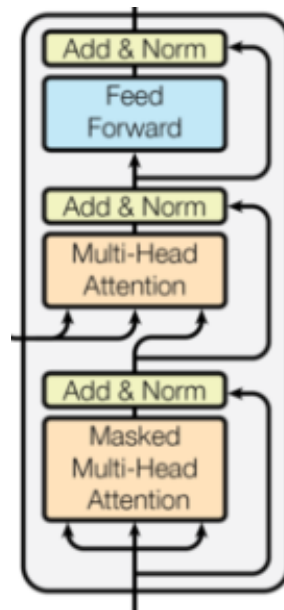 Add & Norm
Feed
Forward
Add & Norm
Multi-Head
Attention
Add & Norm
Masked
Multi-Head
Attention